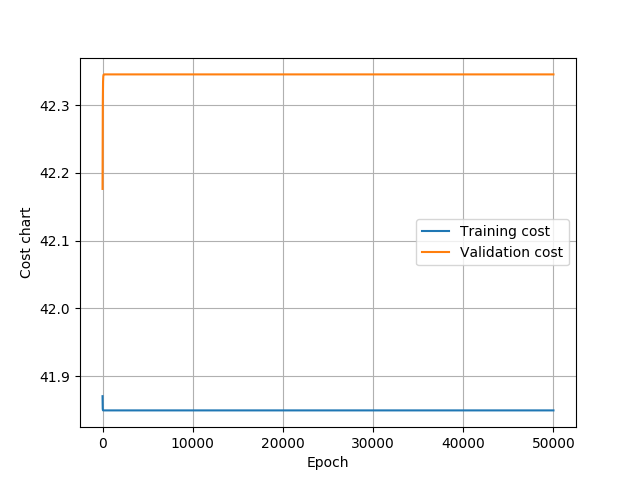 42.3
42.2
42.1
42.0
41.9
Cost chart
Training cost
Validation cost
0 10000 20000 30000 40000 50000
Epoch